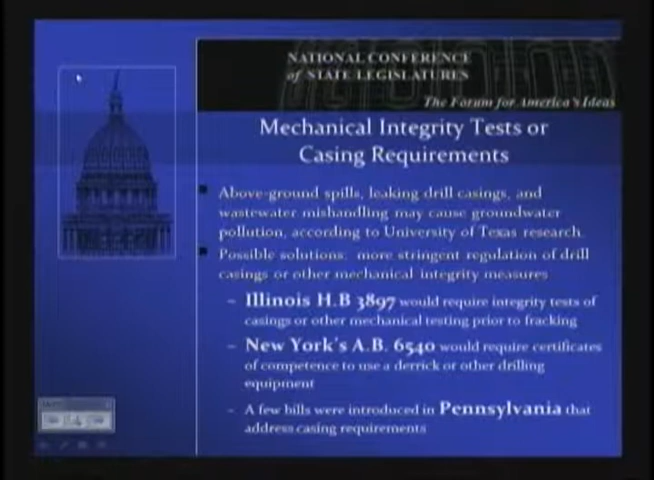 NATIONAL CONFERENCE
of STATE LEGISLATURES
The Forum for America's Ideas
Mechanical Integrity Tests or
Casing Requirements
Above-ground spills, leaking drill casings, and
wastewater mishandling may cause groundwater
pollution, according to University of Texas research.
Possible solutions: more stringent regulation of drill
casings or other mechanical integrity measures
– Illinois H.B 3897 would require integrity tests of
casings or other mechanical testing prior to fracking
– New York's A.B. 6540 would require certificates
of competence to use a derrick or other drilling
equipment
– A few bills were introduced in Pennsylvania that
address casing requirements